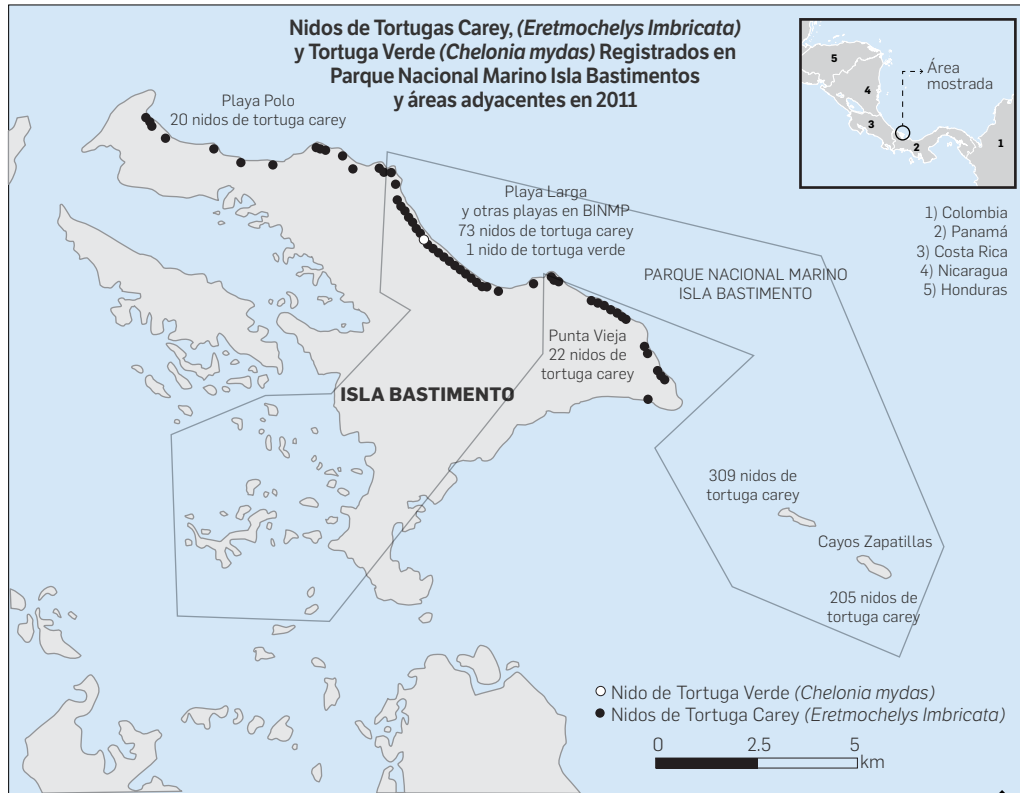 Nidos de Tortugas Carey, (Eretmochelys Imbricata)
y Tortuga Verde (Chelonia mydas) Registrados en
Parque Nacional Marino Isla Bastimentos
y áreas adyacentes en 2011
Playa Polo
20 nidos de tortuga carey
Playa Larga
y otras playas en BINMP
73 nidos de tortuga carey
1 nido de tortuga verde
PARQUE NACIONAL MARINO
ISLA BASTIMENTO
Punta Vieja
22 nidos de
tortuga carey
ISLA BASTIMENTO
309 nidos de
tortuga carey
Cayos Zapatillas
205 nidos de
tortuga carey
Área
mostrada
5
4
3
2
1
1) Colombia
2) Panamá
3) Costa Rica
4) Nicaragua
5) Honduras
Nido de Tortuga Verde (Chelonia mydas)
Nidos de Tortuga Carey (Eretmochelys Imbricata)
0 2.5 5
km